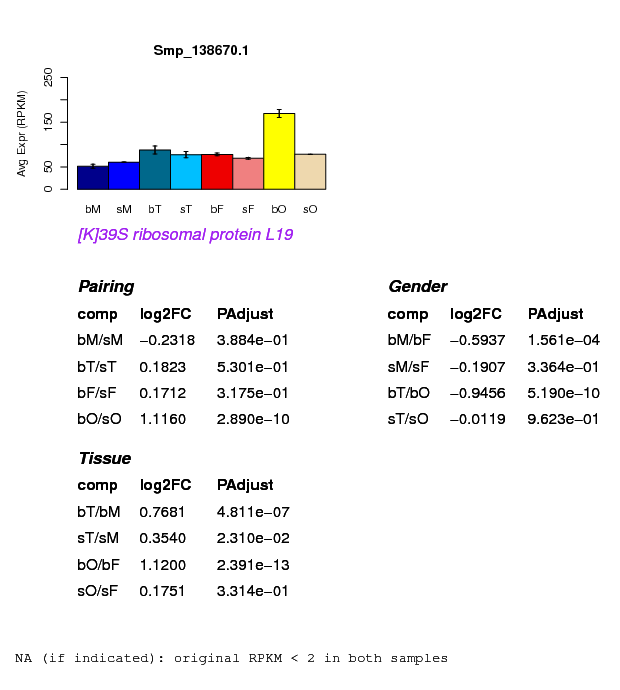 Smp_138670.1
Avg Expr (RPKM)
0 50 150 250
bM sM bT sT bF sF bO sO
[K]39S ribosomal protein L19
Pairing
comp log2FC PAdjust
bM/sM −0.2318 3.884e−01
bT/sT 0.1823 5.301e−01
bF/sF 0.1712 3.175e−01
bO/sO 1.1160 2.890e−10
Gender
comp log2FC PAdjust
bM/bF −0.5937 1.561e−04
sM/sF −0.1907 3.364e−01
bT/bO −0.9456 5.190e−10
sT/sO −0.0119 9.623e−01
Tissue
comp log2FC PAdjust
bT/bM 0.7681 4.811e−07
sT/sM 0.3540 2.310e−02
bO/bF 1.1200 2.391e−13
sO/sF 0.1751 3.314e−01
NA (if indicated): original RPKM < 2 in both samples